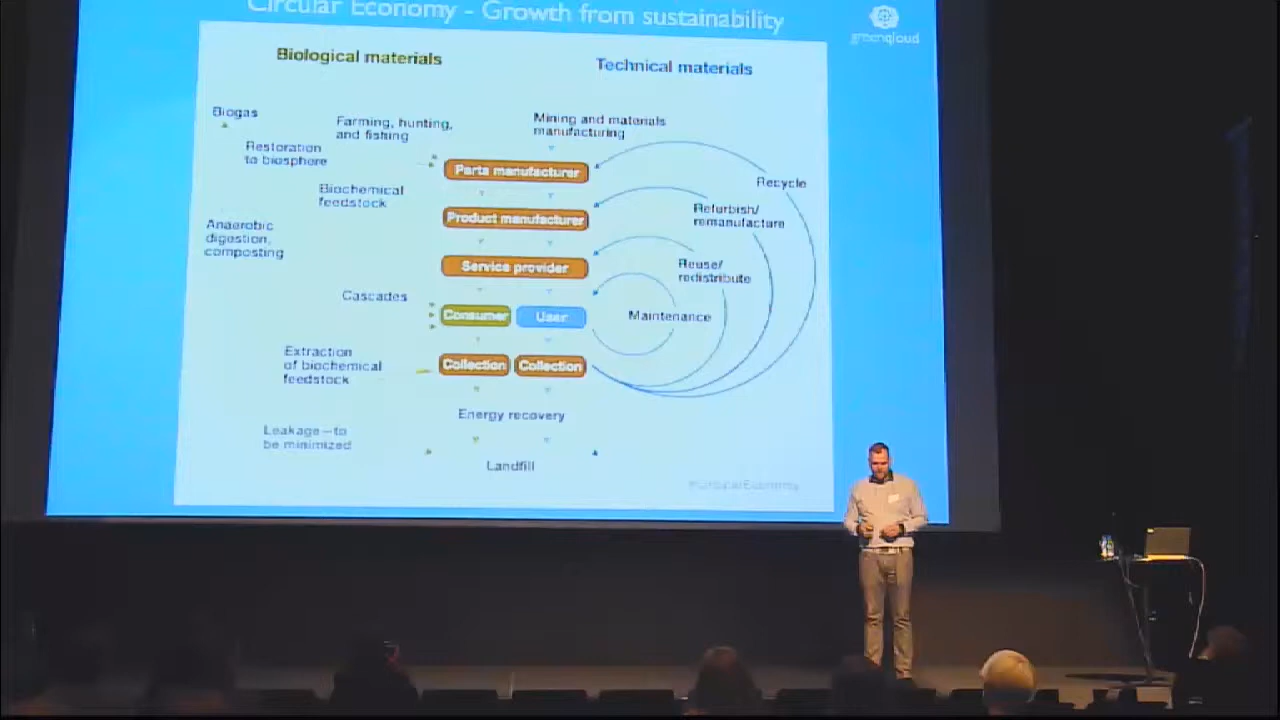 Circular Economy - Growth from sustainability
greenqloud
Biological materials
Technical materials
Biogas
Farming, hunting,
and fishing
Mining and materials
manufacturing
Restoration
to biosphere
Parts manufacturer
Recycle
Biochemical
feedstock
Refurbish/
remanufacture
Product manufacturer
Anaerobic
digestion,
composting
Service provider
Reuse/
redistribute
Cascades
Consumer
User
Maintenance
Extraction
of biochemical
feedstock
Collection
Collection
Energy recovery
Leakage—to
be minimized
Landfill
#CircularEconomy